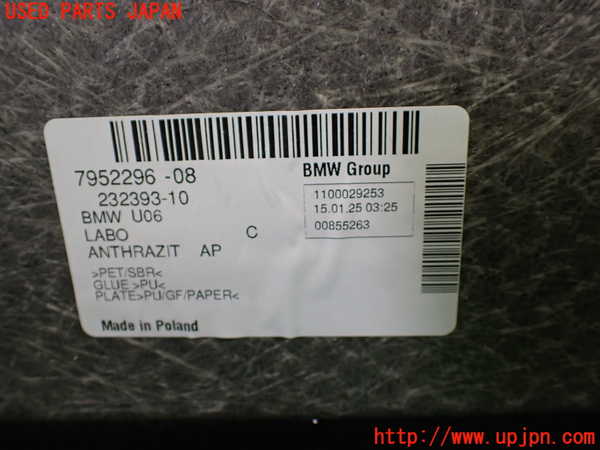 USED PARTS JAPAN
7952296 -08
232393-10
BMW U06
LABO C
ANTHRAZIT AP
>PET/SBR<
GLUE >PU<
PLATE>PU/GF/PAPER<
Made in Poland
BMW Group
1100029253
15.01.25 03:25
00855263
http://www.upjpn.com